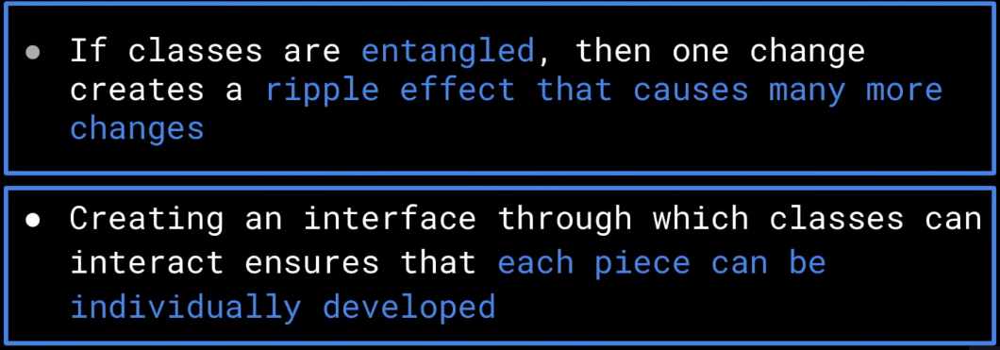 ● If classes are entangled, then one change
creates a ripple effect that causes many more
changes
● Creating an interface through which classes can
interact ensures that each piece can be
individually developed